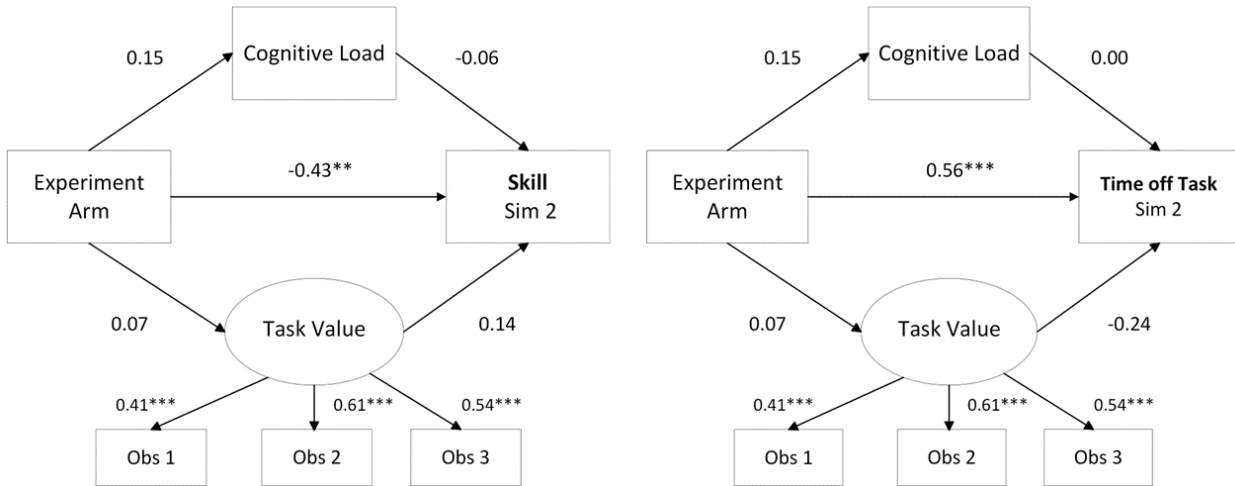 Cognitive Load
0.15
-0.06
Experiment
Arm
-0.43**
Skill
Sim 2
0.07
Task Value
0.14
0.41***
0.61***
0.54***
Obs 1
Obs 2
Obs 3
Cognitive Load
0.15
0.00
Experiment
Arm
0.56***
Time off Task
Sim 2
0.07
Task Value
-0.24
0.41***
0.61***
0.54***
Obs 1
Obs 2
Obs 3